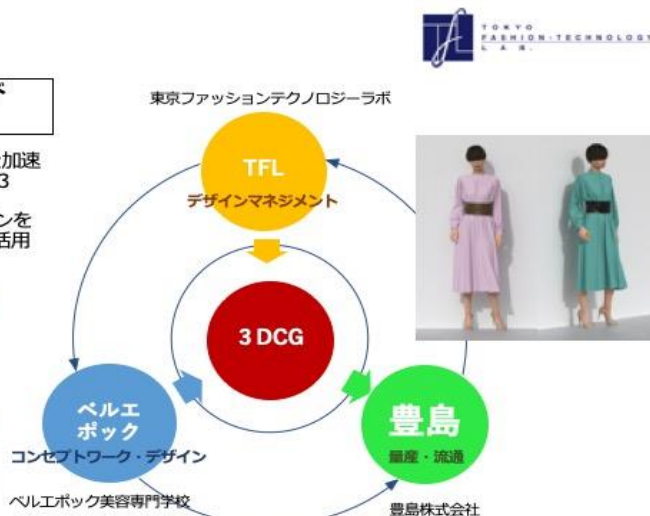 TOKYO
FASHION·TECHNOLOGY
LAB.
加速
3
ンを
活用
東京ファッションテクノロジーラボ
TFL
デザインマネジメント
3 DCG
ベルエ
ポック
コンセプトワーク・デザイン
ベルエポック美容専門学校
豊島
量産・流通
豊島株式会社